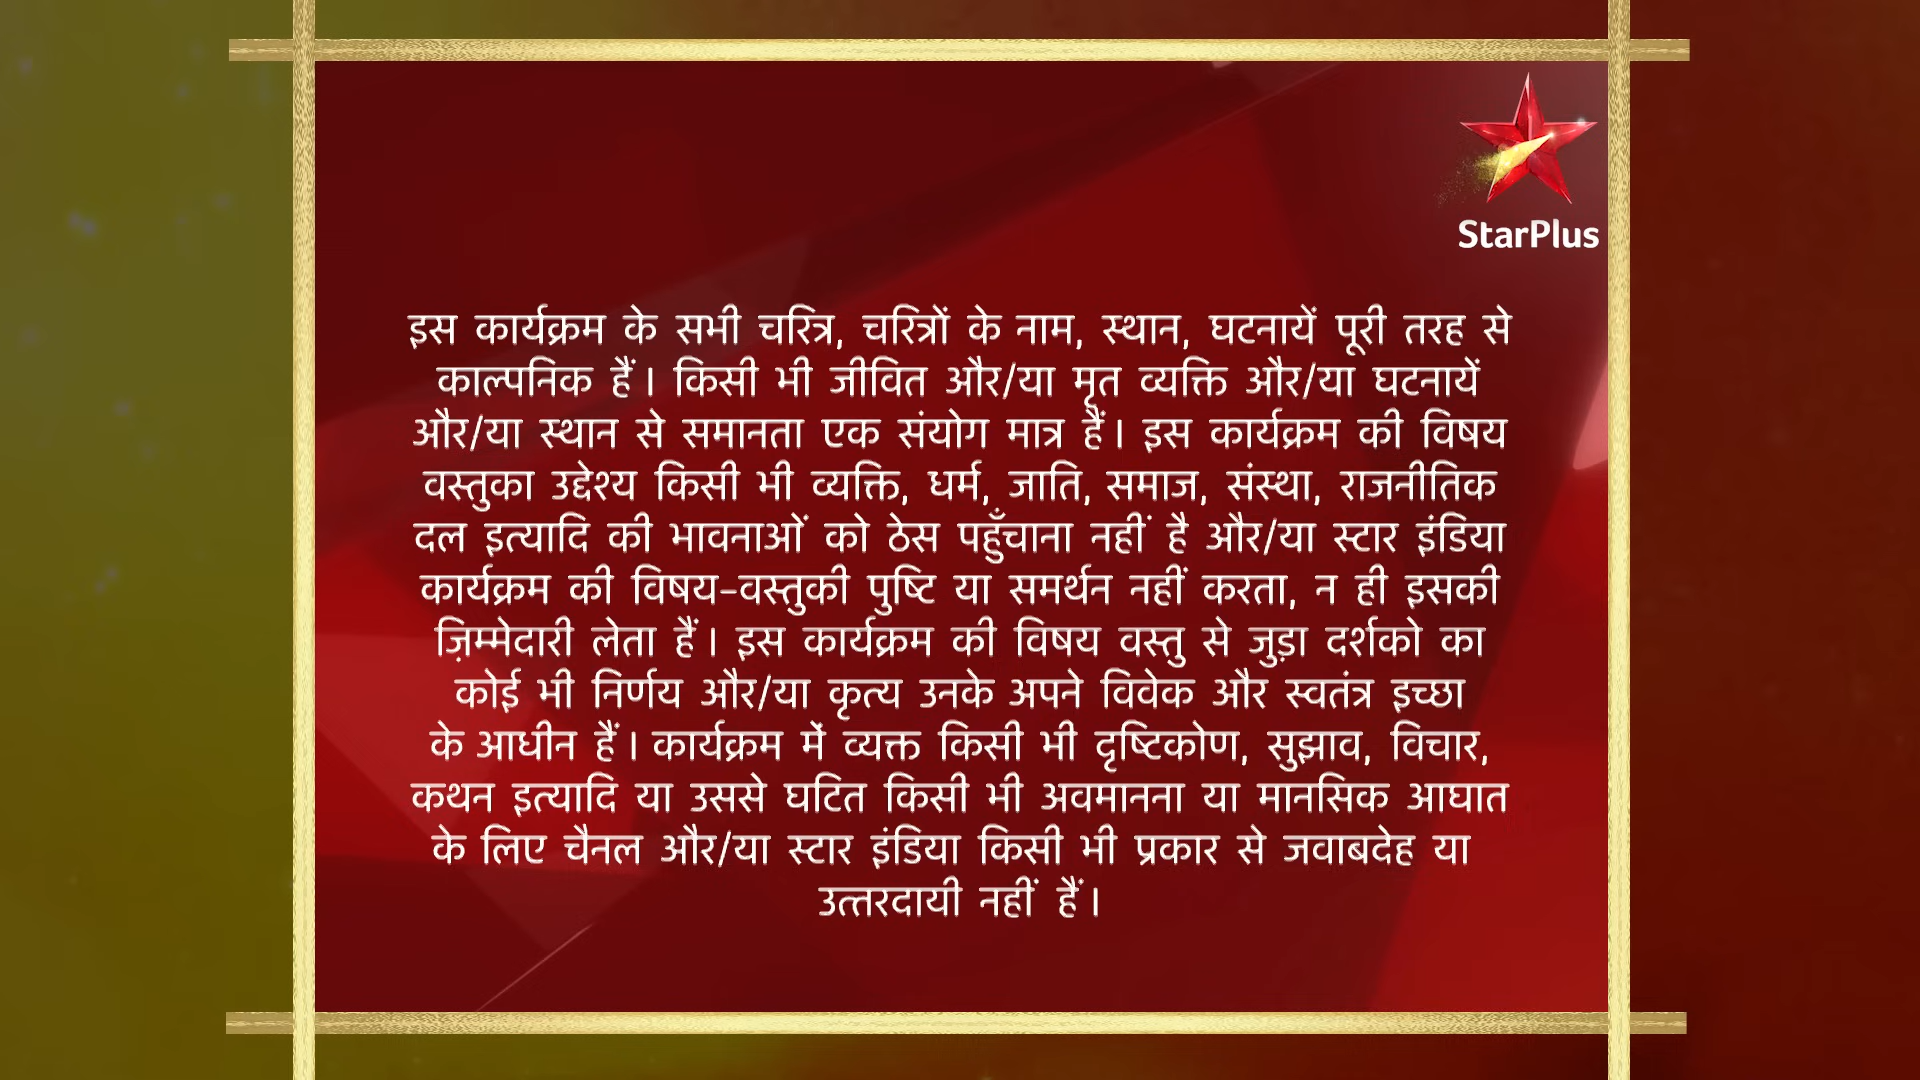 StarPlus
इस कार्यक्रम के सभी चरित्र, चरित्रों के नाम, स्थान, घटनायें पूरी तरह से
काल्पनिक हैं। किसी भी जीवित और/या मृत व्यक्ति और/या घटनायें
और/या स्थान से समानता एक संयोग मात्र हैं। इस कार्यक्रम की विषय
वस्तुका उद्देश्य किसी भी व्यक्ति, धर्म, जाति, समाज, संस्था, राजनीतिक
दल इत्यादि की भावनाओं को ठेस पहुँचाना नहीं है और/या स्टार इंडिया
कार्यक्रम की विषय-वस्तुकी पुष्टि या समर्थन नहीं करता, न ही इसकी
ज़िम्मेदारी लेता हैं। इस कार्यक्रम की विषय वस्तु से जुड़ा दर्शको का
कोई भी निर्णय और/या कृत्य उनके अपने विवेक और स्वतंत्र इच्छा
के आधीन हैं। कार्यक्रम में व्यक्त किसी भी दृष्टिकोण, सुझाव, विचार,
कथन इत्यादि या उससे घटित किसी भी अवमानना या मानसिक आघात
के लिए चैनल और/या स्टार इंडिया किसी भी प्रकार से जवाबदेह या
उत्तरदायी नहीं हैं।